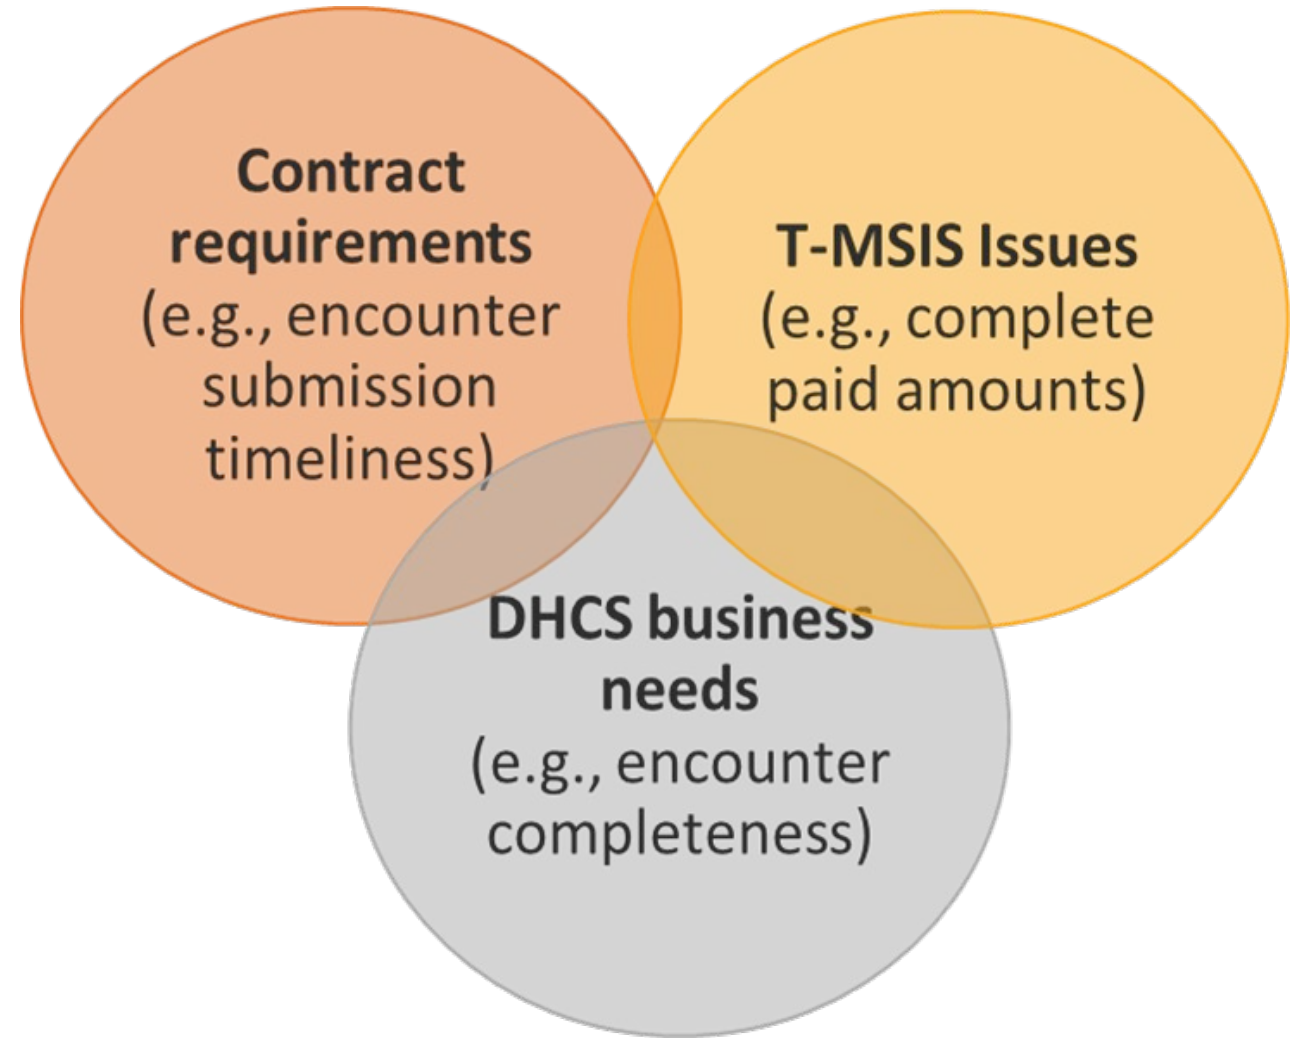 Contract
requirements
(e.g., encounter
submission
timeliness)
T-MSIS Issues
(e.g., complete
paid amounts)
DHCS business
needs
(e.g., encounter
completeness)